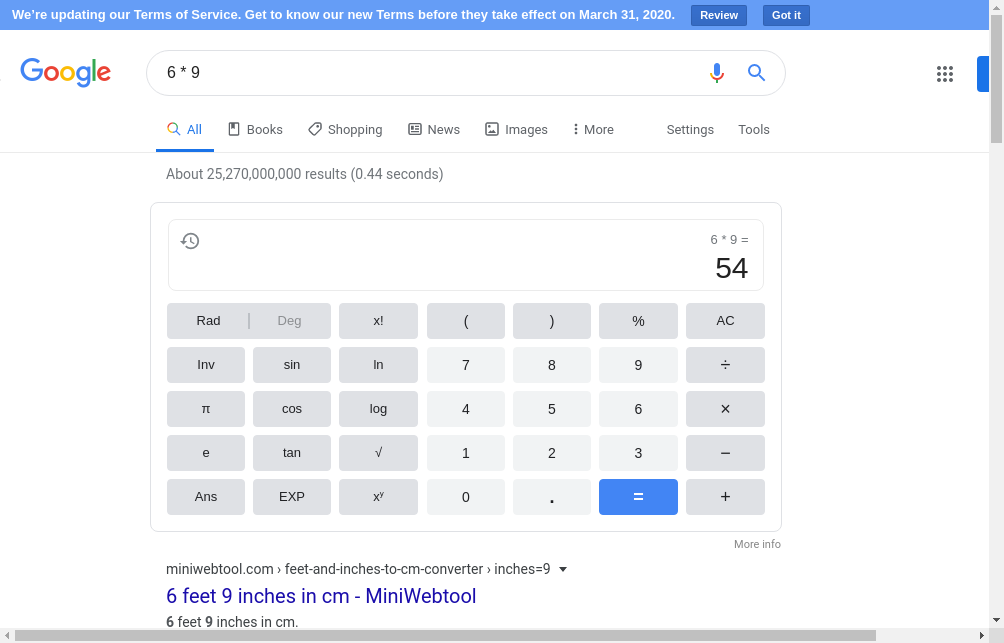 We're updating our Terms of Service. Get to know our new Terms before they take effect on March 31, 2020. Review Got it
Google
6 * 9
All Books Shopping News Images More Settings Tools
About 25,270,000,000 results (0.44 seconds)
6 * 9 =
54
Rad Deg x! ( ) % AC
Inv sin ln 7 8 9 ÷
π cos log 4 5 6 ×
e tan √ 1 2 3 −
Ans EXP xʸ 0 . = +
More info
miniwebtool.com › feet-and-inches-to-cm-converter › inches=9
6 feet 9 inches in cm - MiniWebtool
6 feet 9 inches in cm.